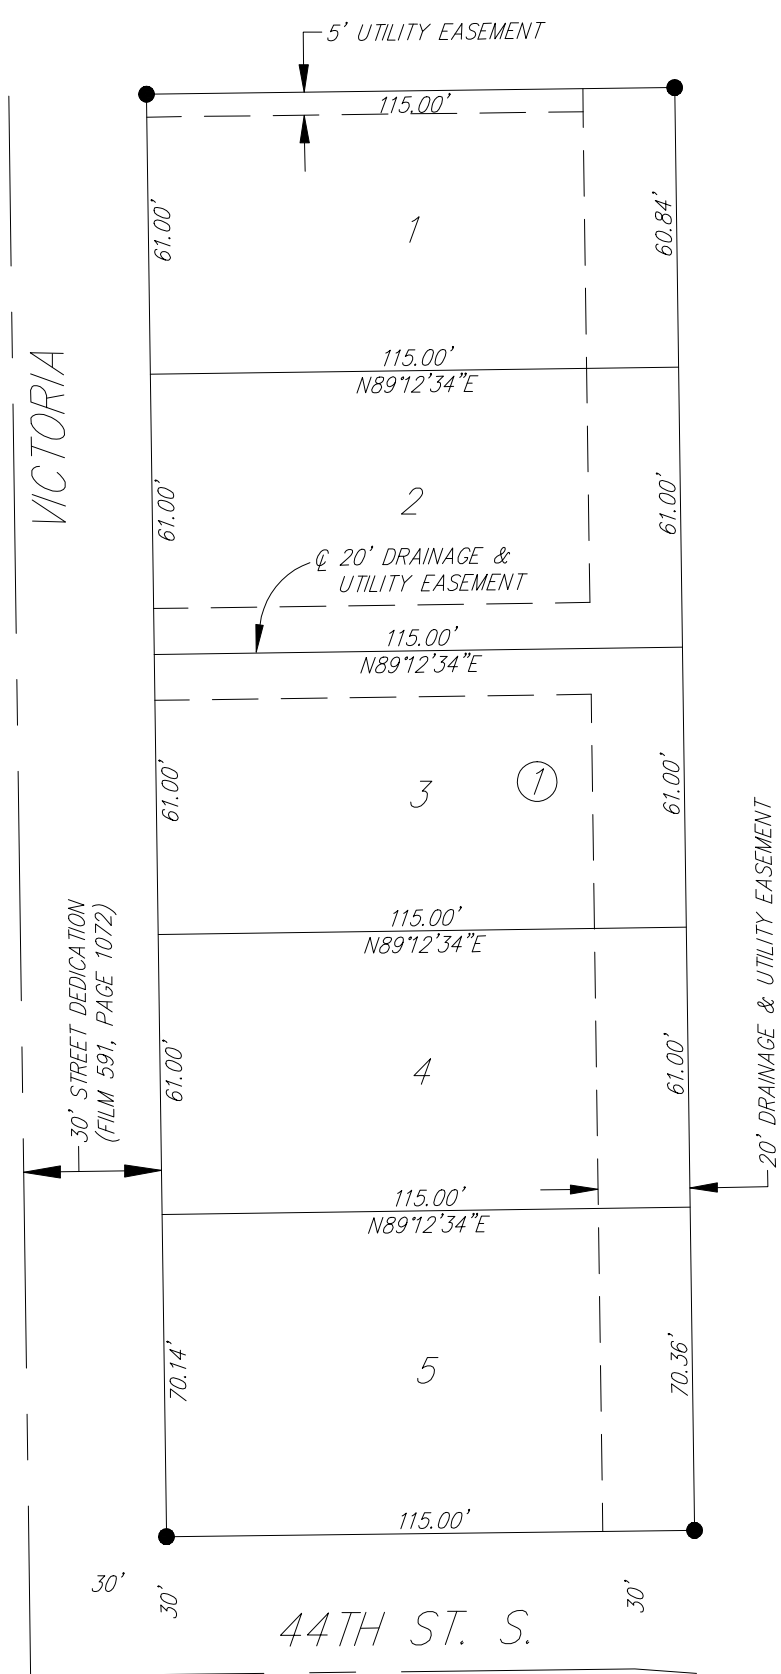 5' UTILITY EASEMENT
115.00'
61.00'
1
60.84'
115.00'
N89°12'34"E
VICTORIA
61.00'
2
61.00'
℄ 20' DRAINAGE &
UTILITY EASEMENT
115.00'
N89°12'34"E
61.00'
3
1
61.00'
115.00'
N89°12'34"E
30' STREET DEDICATION
(FILM 591, PAGE 1072)
61.00'
4
61.00'
20' DRAINAGE & UTILITY EASEMENT
115.00'
N89°12'34"E
70.14'
5
70.36'
115.00'
30'
30'
30'
44TH ST. S.